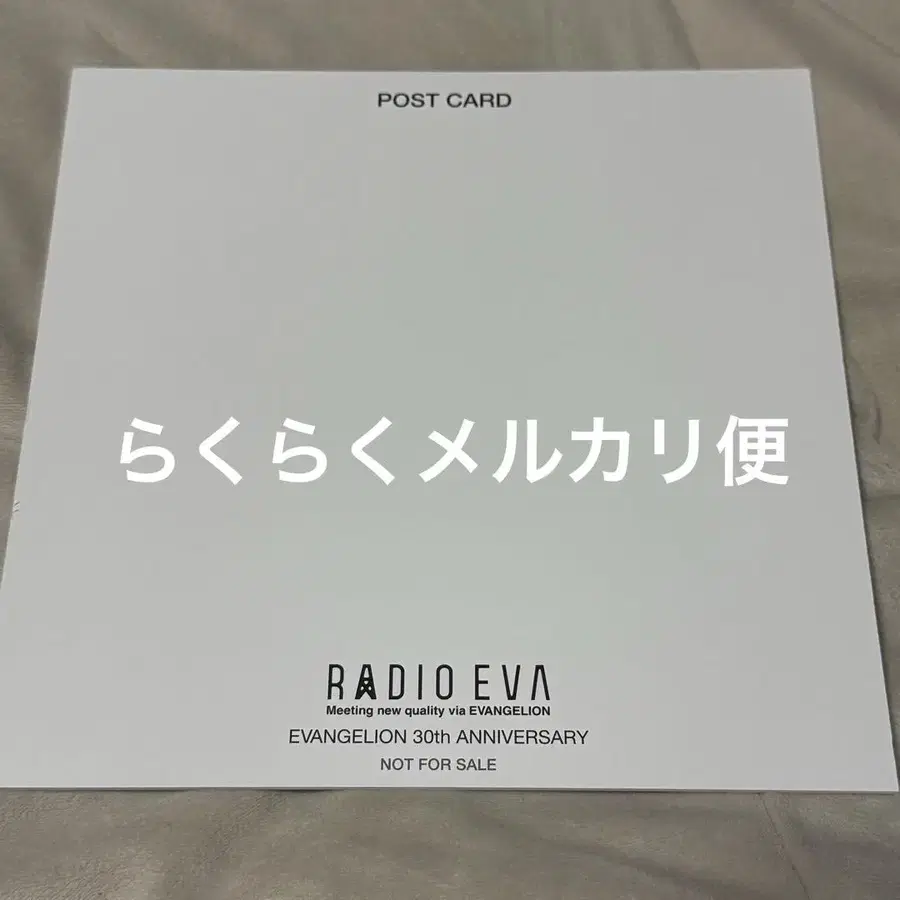 POST CARD
らくらくメルカリ便
RADIO EVA
Meeting new quality via EVANGELION
EVANGELION 30th ANNIVERSARY
NOT FOR SALE